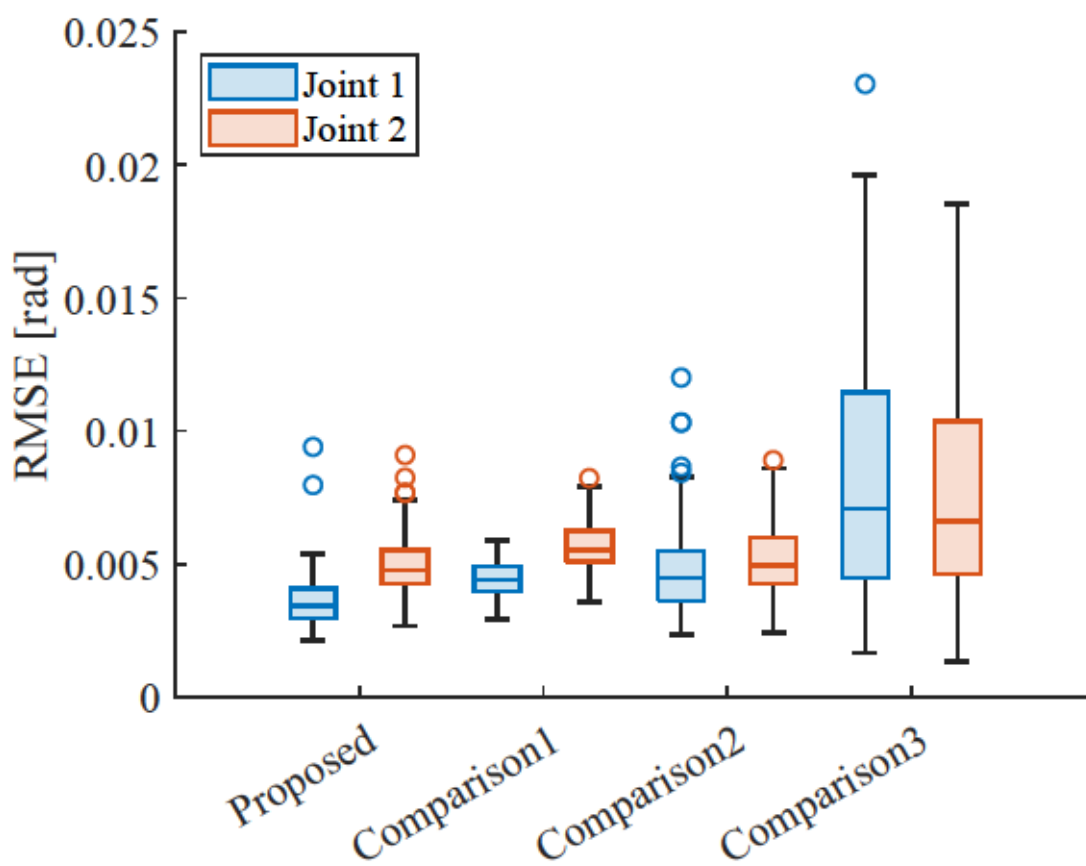 0.025
0.02
0.015
0.01
0.005
0
RMSE [rad]
Joint 1
Joint 2
Proposed
Comparison1
Comparison2
Comparison3